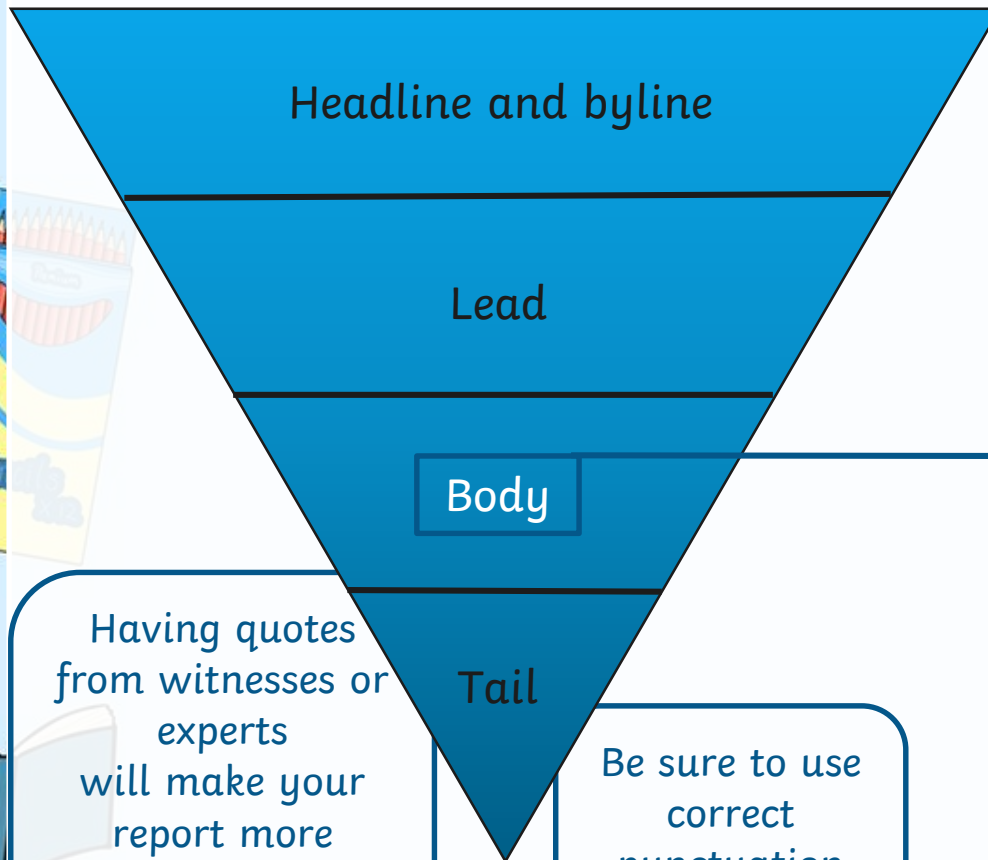 Headline and byline
Lead
Body
Tail
Having quotes
from witnesses or
experts
will make your
report more
Be sure to use
correct
punctuation